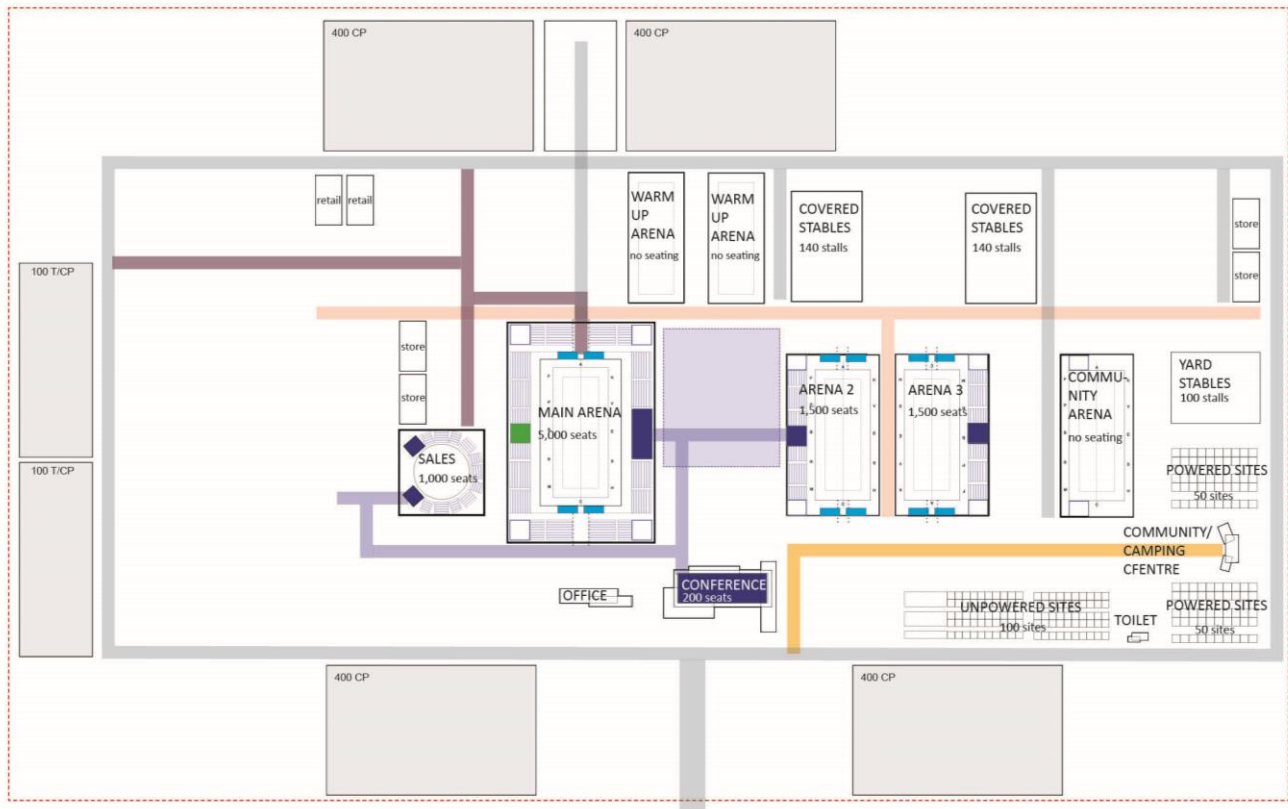 400 CP
400 CP
retail
retail
WARM
UP
ARENA
no seating
WARM
UP
ARENA
no seating
COVERED
STABLES
140 stalls
COVERED
STABLES
140 stalls
store
store
100 T/CP
store
store
MAIN ARENA
5,000 seats
ARENA 2
1,500 seats
ARENA 3
1,500 seats
COMMU-
NITY
ARENA
no seating
YARD
STABLES
100 stalls
SALES
1,000 seats
100 T/CP
POWERED SITES
50 sites
COMMUNITY/
CAMPING
CFENTRE
OFFICE
CONFERENCE
200 seats
UNPOWERED SITES
100 sites
TOILET
POWERED SITES
50 sites
400 CP
400 CP